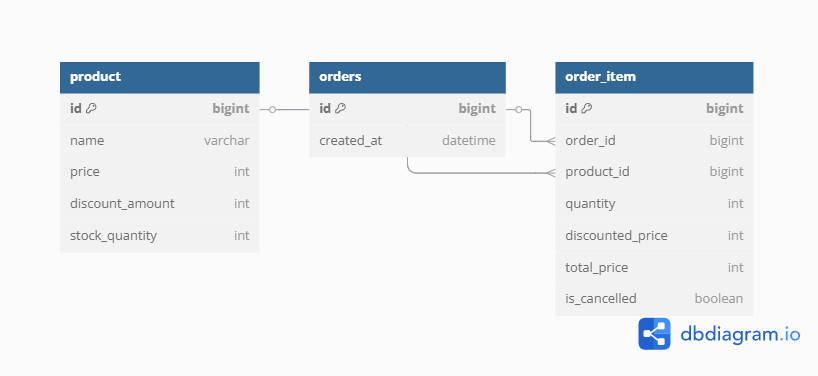 product
id bigint
name varchar
price int
discount_amount int
stock_quantity int
orders
id bigint
created_at datetime
order_item
id bigint
order_id bigint
product_id bigint
quantity int
discounted_price int
total_price int
is_cancelled boolean
dbdiagram.io